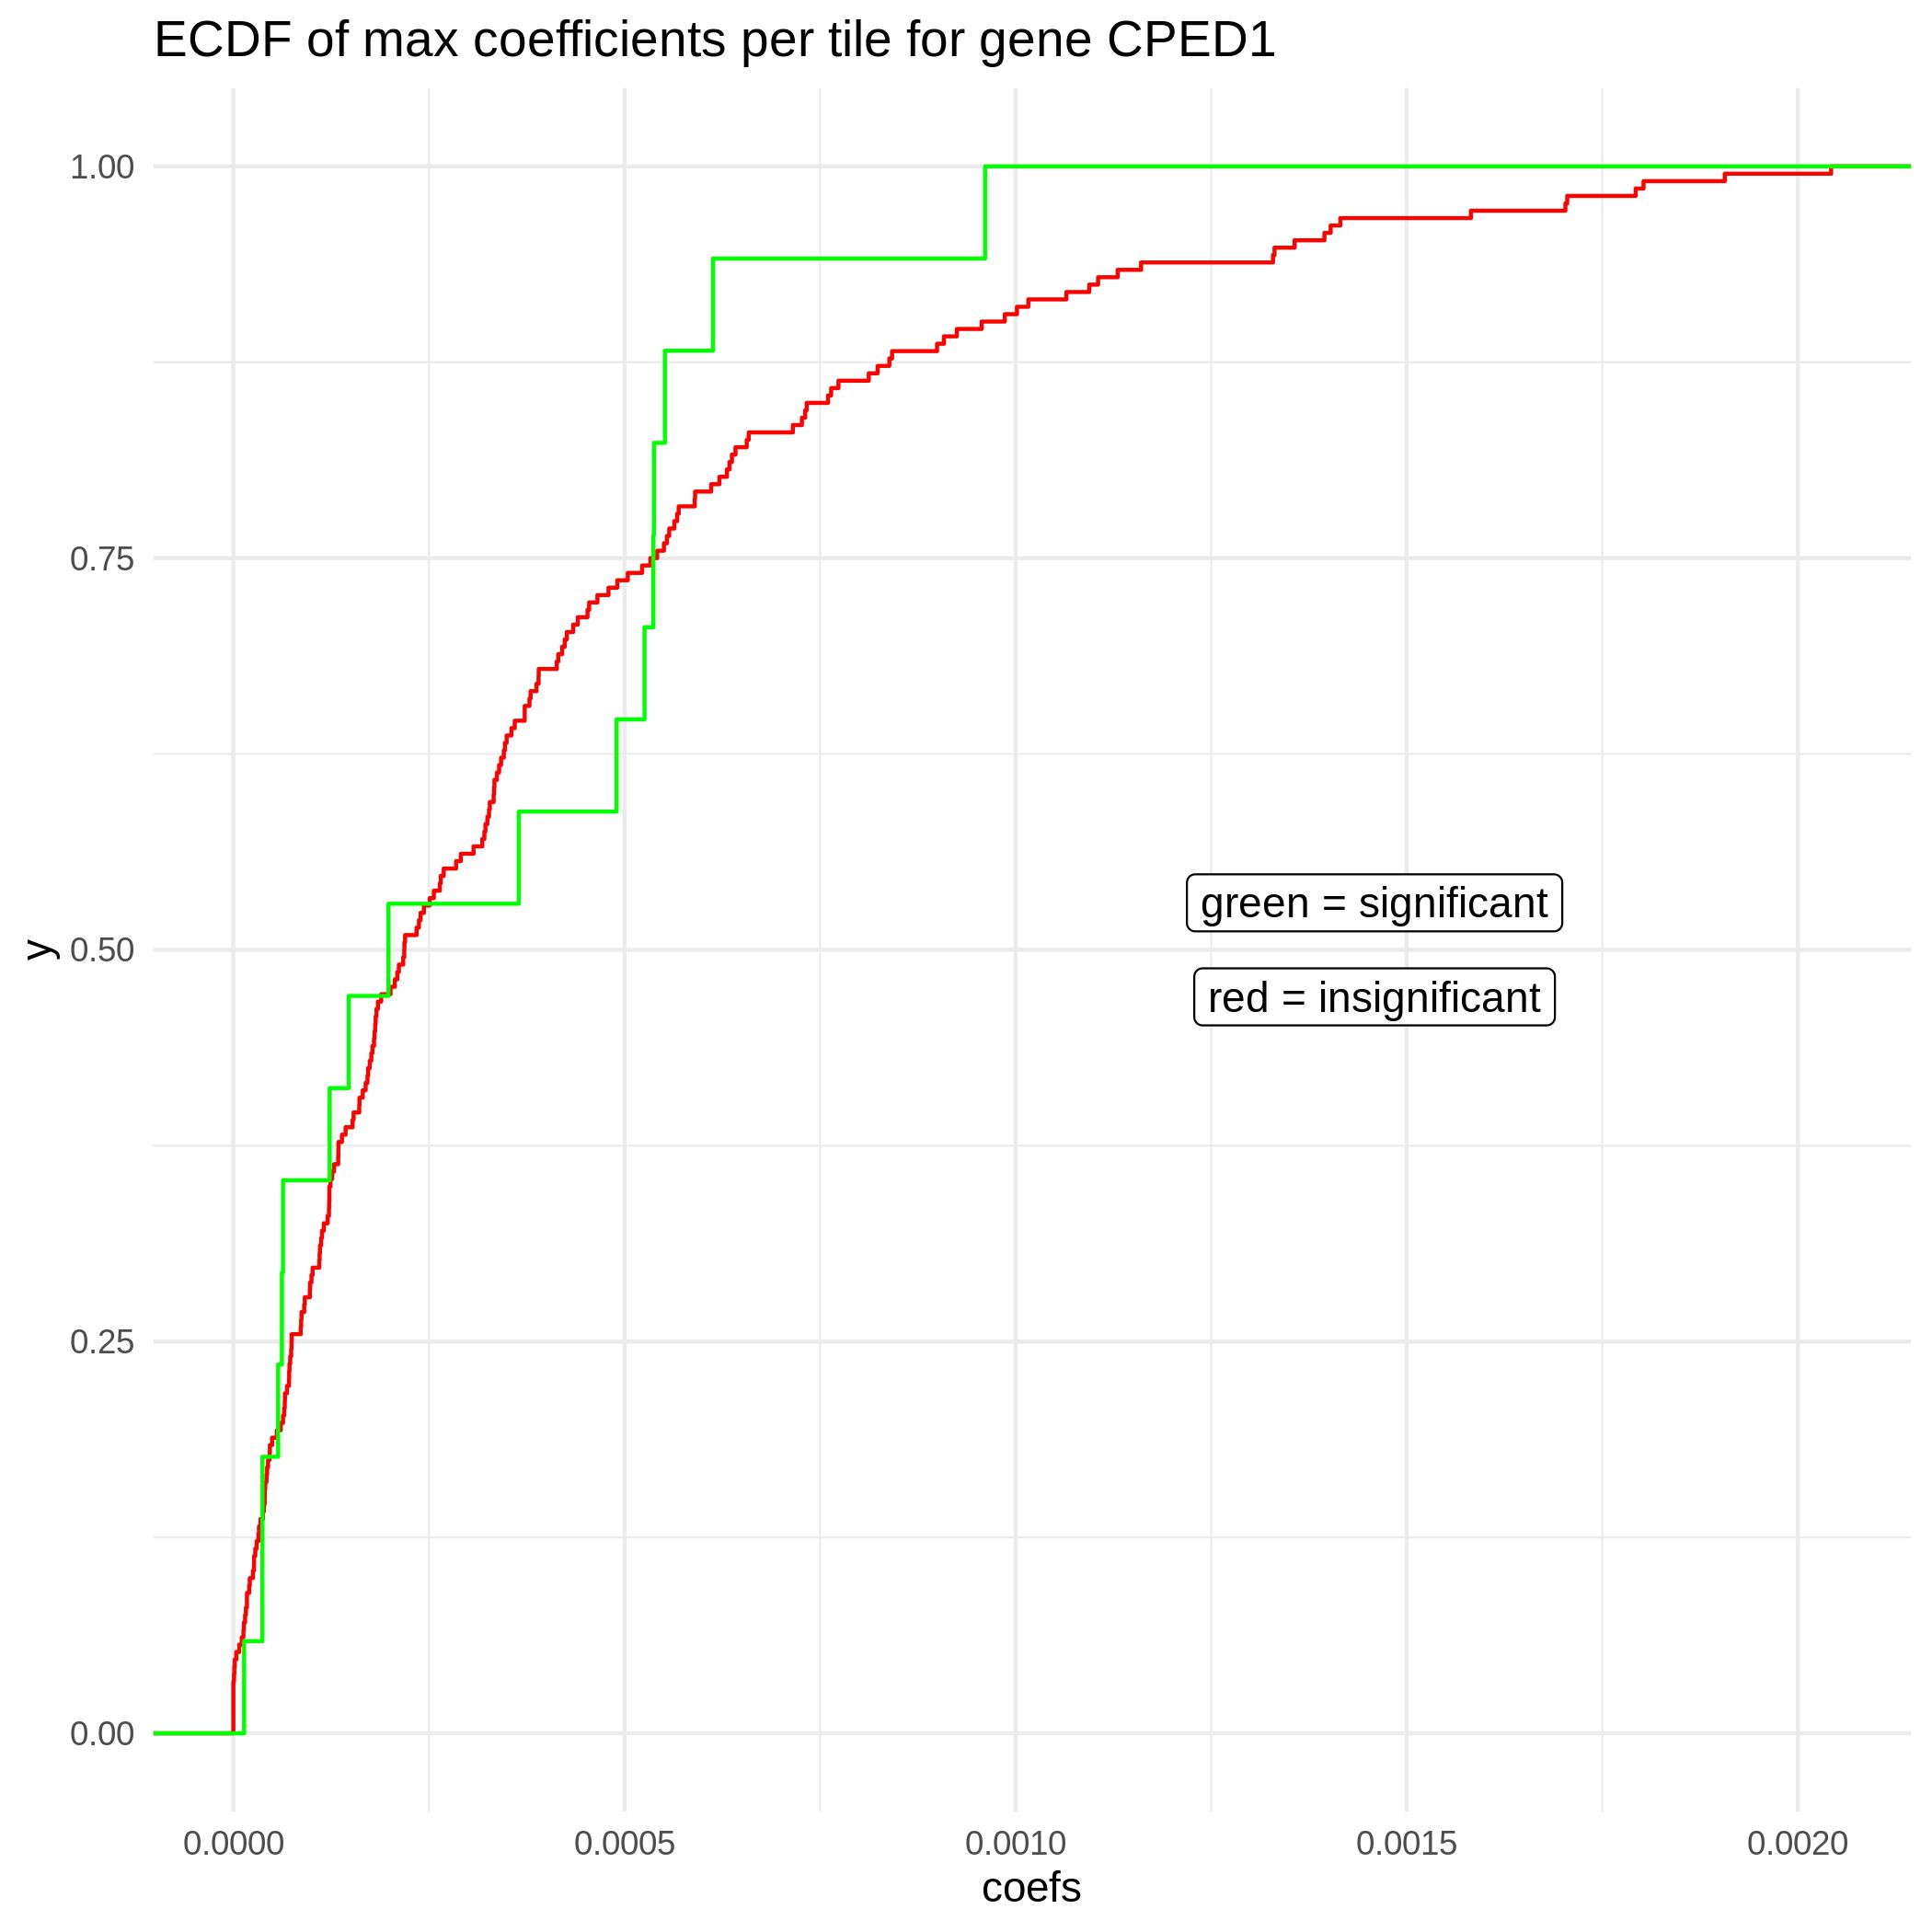 ECDF of max coefficients per tile for gene CPED1
1.00
0.75
0.50
0.25
0.00
y
green = significant
red = insignificant
0.0000 0.0005 0.0010 0.0015 0.0020
coefs